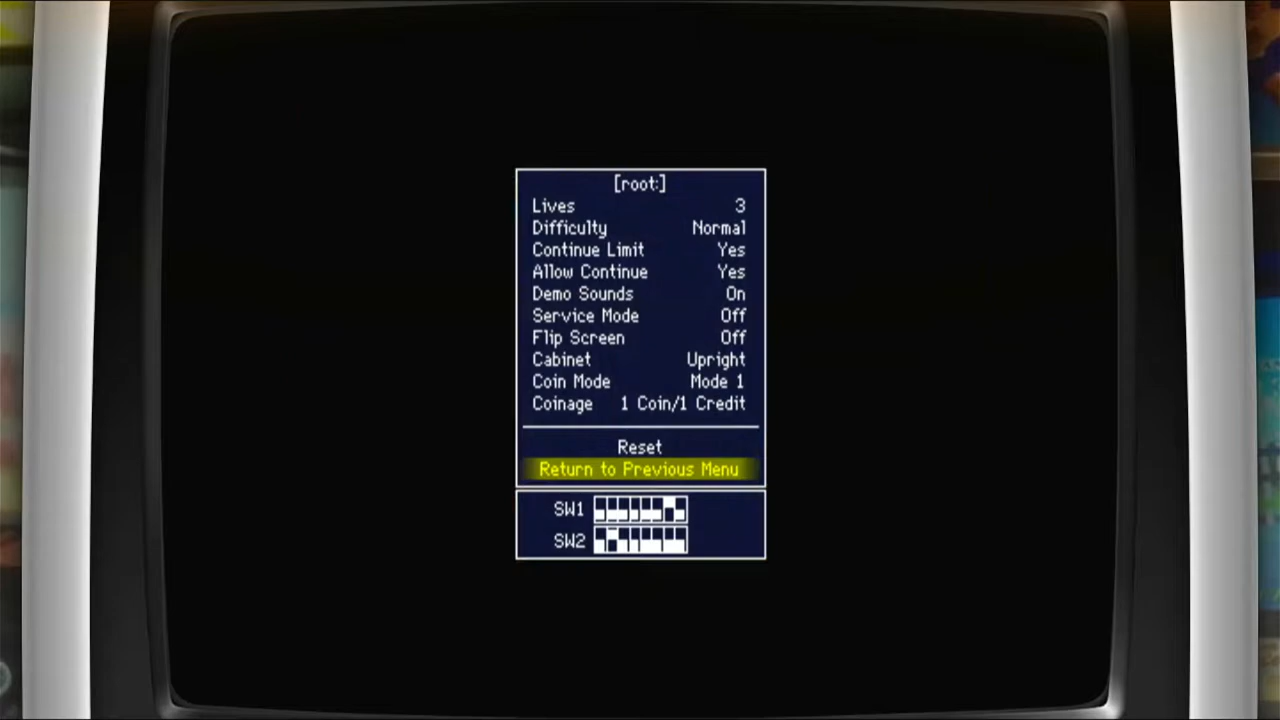 [root:]
Lives 3
Difficulty Normal
Continue Limit Yes
Allow Continue Yes
Demo Sounds On
Service Mode Off
Flip Screen Off
Cabinet Upright
Coin Mode Mode 1
Coinage 1 Coin/1 Credit
Reset
Return to Previous Menu
SW1
SW2